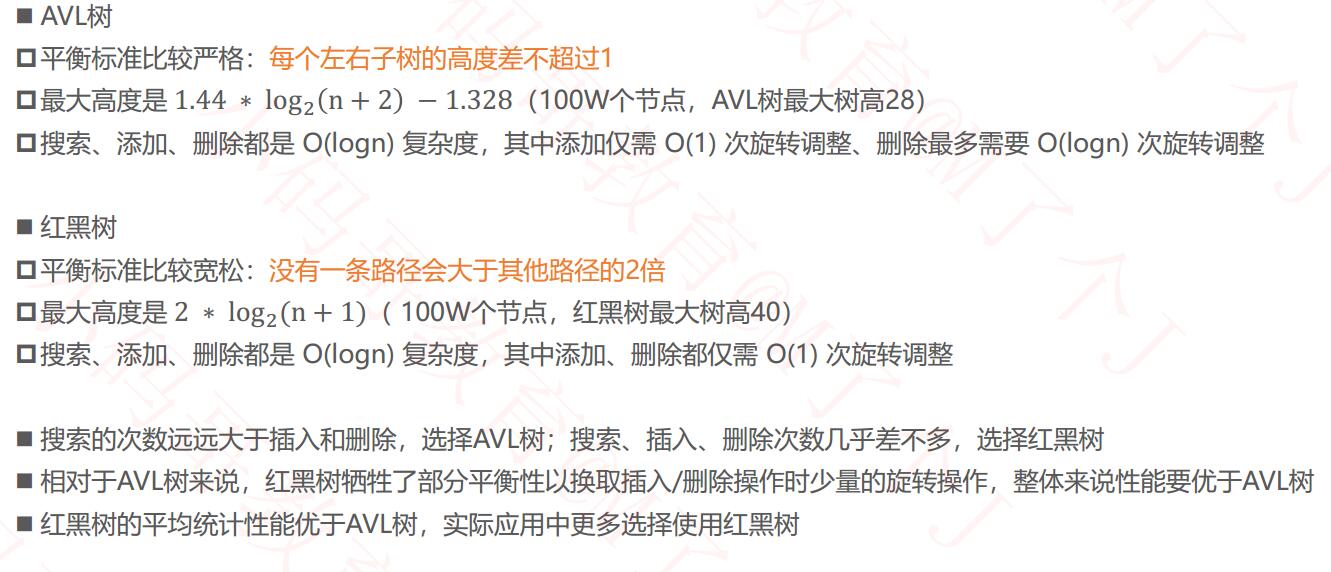 ■ AVL树
◘ 平衡标准比较严格：每个左右子树的高度差不超过1
◘ 最大高度是 1.44 ∗ log₂(n + 2) − 1.328（100W个节点，AVL树最大树高28）
◘ 搜索、添加、删除都是 O(logn) 复杂度，其中添加仅需 O(1) 次旋转调整、删除最多需要 O(logn) 次旋转调整
■ 红黑树
◘ 平衡标准比较宽松：没有一条路径会大于其他路径的2倍
◘ 最大高度是 2 ∗ log₂(n + 1)（ 100W个节点，红黑树最大树高40）
◘ 搜索、添加、删除都是 O(logn) 复杂度，其中添加、删除都仅需 O(1) 次旋转调整
■ 搜索的次数远远大于插入和删除，选择AVL树；搜索、插入、删除次数几乎差不多，选择红黑树
■ 相对于AVL树来说，红黑树牺牲了部分平衡性以换取插入/删除操作时少量的旋转操作，整体来说性能要优于AVL树
■ 红黑树的平均统计性能优于AVL树，实际应用中更多选择使用红黑树
小码哥教育@M了个J